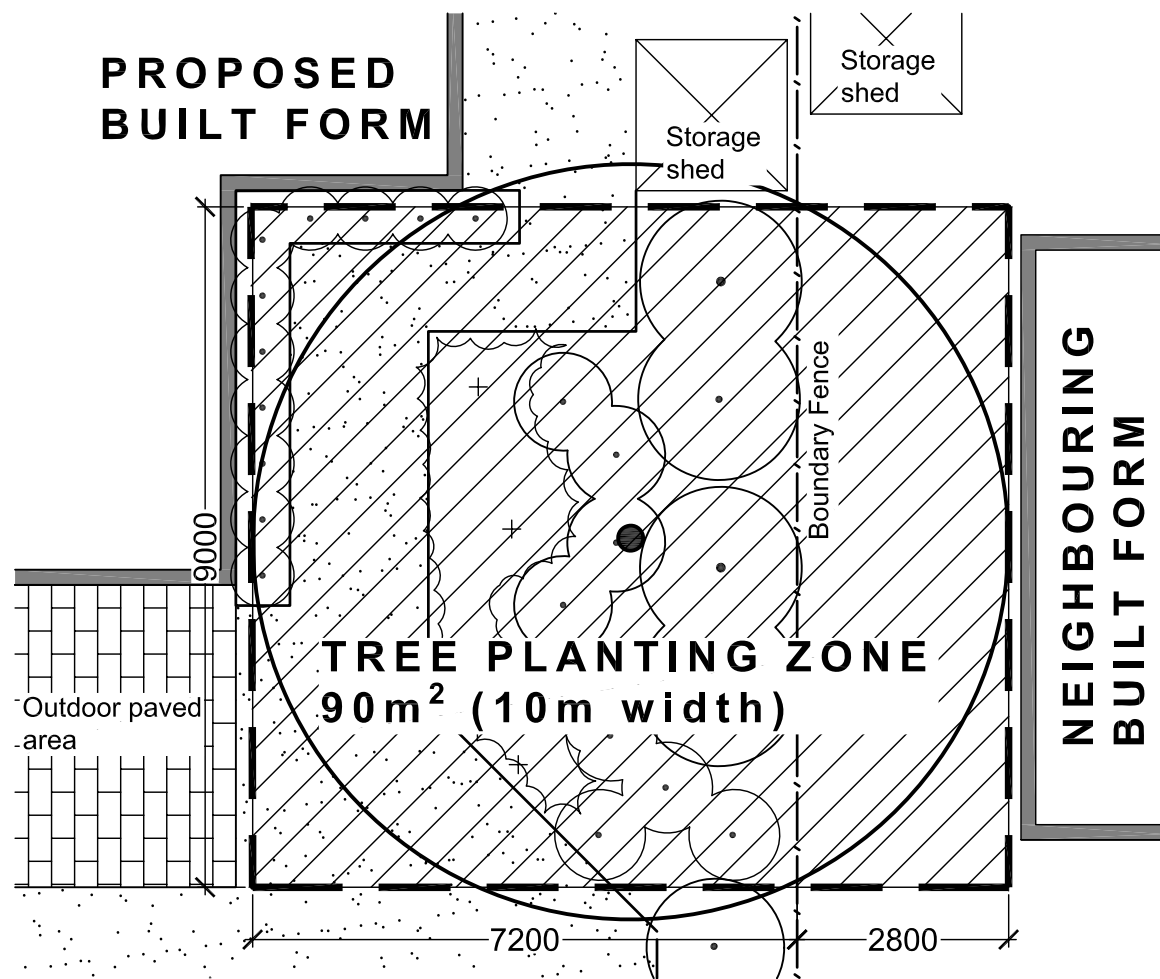 PROPOSED
BUILT FORM
Storage
shed
Storage
shed
Boundary Fence
NEIGHBOURING
BUILT FORM
9000
TREE PLANTING ZONE
90m² (10m width)
Outdoor paved
area
7200
2800